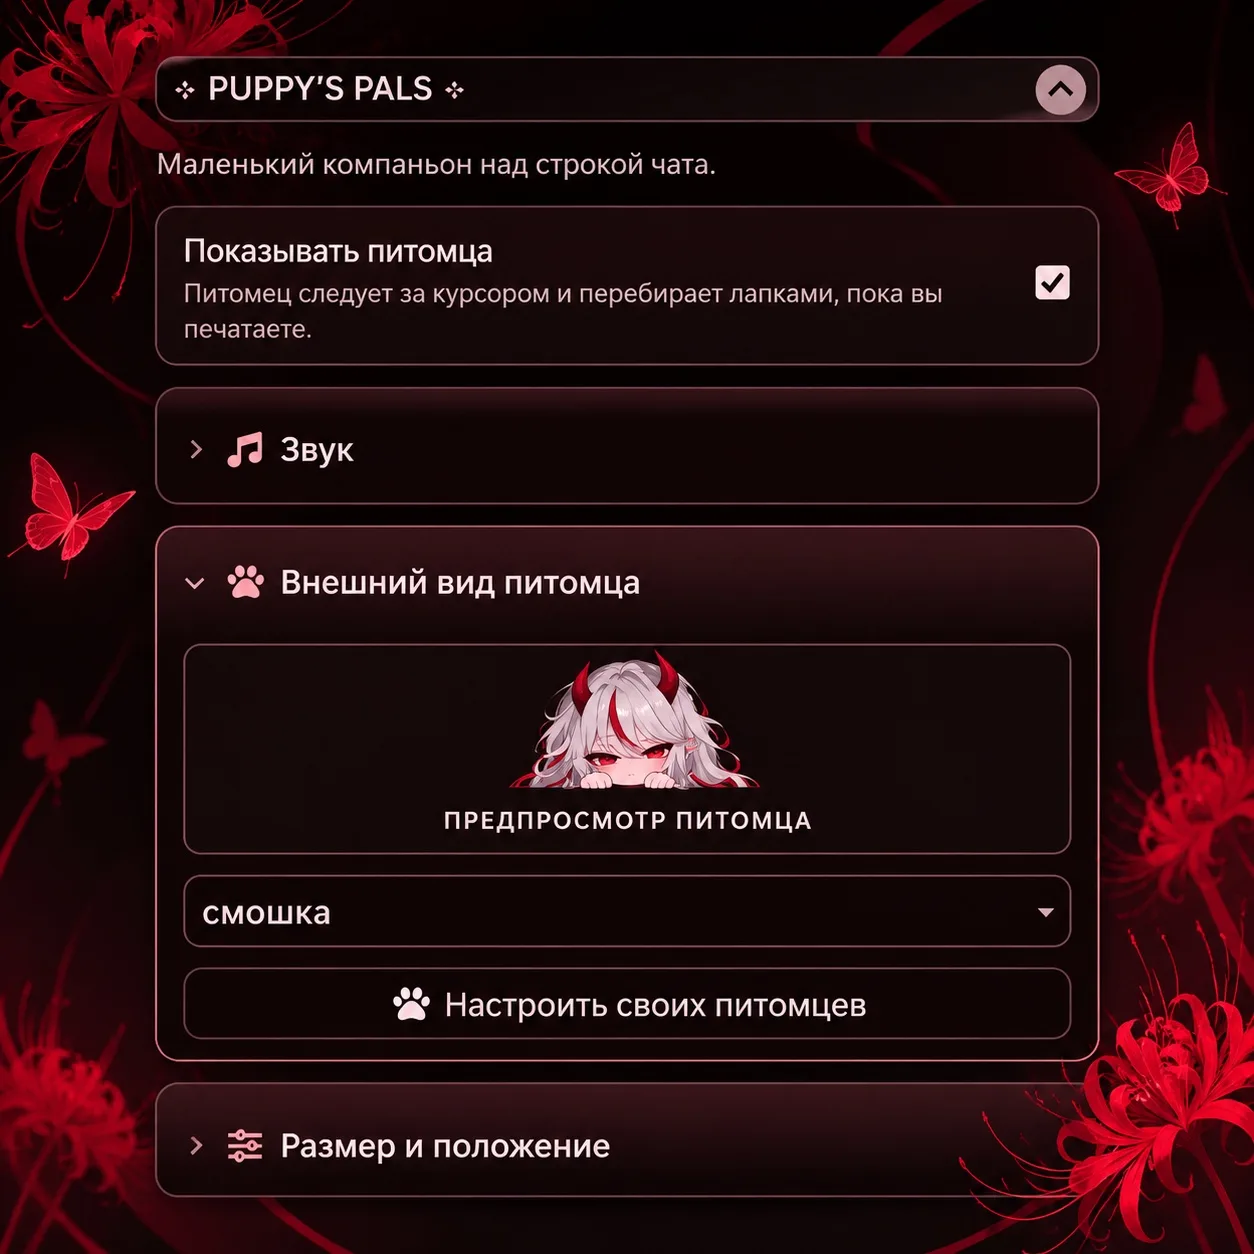 PUPPY’S PALS
Маленький компаньон над строкой чата.
Показывать питомца
Питомец следует за курсором и перебирает лапками, пока вы
печатаете.
Звук
Внешний вид питомца
ПРЕДПРОСМОТР ПИТОМЦА
смошка
Настроить своих питомцев
Размер и положение